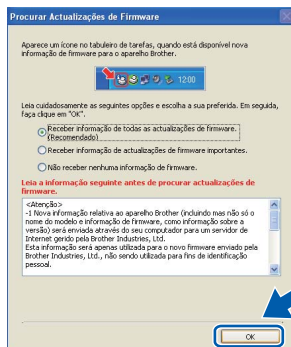 Procurar Actualizações de Firmware
Aparece um ícone no tabuleiro de tarefas, quando está disponível nova
informação de firmware para o aparelho Brother.
12:00
Leia cuidadosamente as seguintes opções e escolha a sua preferida. Em seguida,
faça clique em "OK".
Receber informação de todas as actualizações de firmware.
(Recomendado)
Receber informação de actualizações de firmware importantes.
Não receber nenhuma informação de firmware.
Leia a informação seguinte antes de procurar actualizações de
firmware.
<Atenção>
-1 Nova informação relativa ao aparelho Brother (incluindo mas não só o
nome do modelo e informação de firmware, como informação sobre a
versão) será enviada através do seu computador para um servidor de
Internet gerido pela Brother Industries, Ltd.
Esta informação será apenas utilizada para o novo firmware enviado pela
Brother Industries, Ltd., não sendo utilizada para fins de identificação
pessoal.
OK